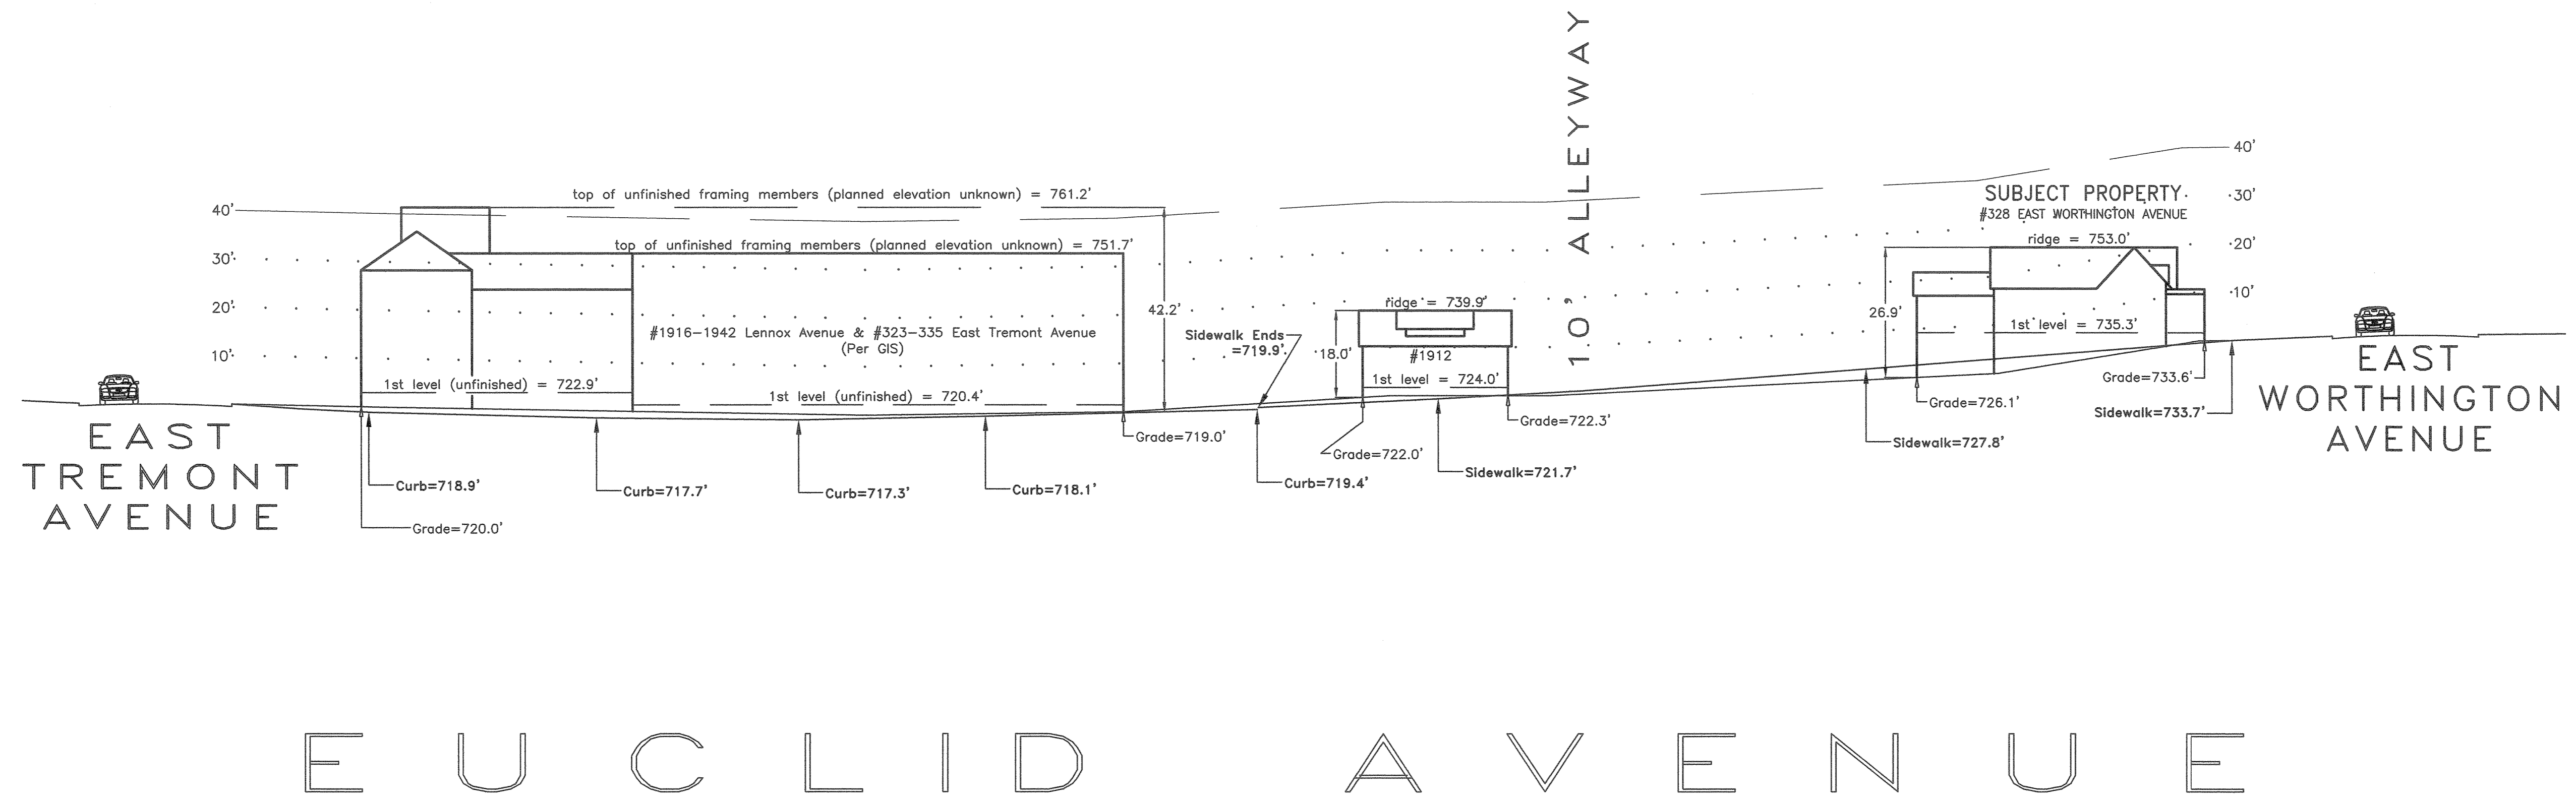 10' ALLEYWAY
40'
30'
20'
10'
SUBJECT PROPERTY
#328 EAST WORTHINGTON AVENUE
ridge = 753.0'
26.9'
1st level = 735.3'
top of unfinished framing members (planned elevation unknown) = 761.2'
40'
30'
20'
10'
top of unfinished framing members (planned elevation unknown) = 751.7'
42.2'
#1916-1942 Lennox Avenue & #323-335 East Tremont Avenue
(Per GIS)
1st level (unfinished) = 722.9'
1st level (unfinished) = 720.4'
Sidewalk Ends
=719.9'
ridge = 739.9'
18.0'
#1912
1st level = 724.0'
EAST
TREMONT
AVENUE
Curb=718.9'
Grade=720.0'
Curb=717.7'
Curb=717.3'
Curb=718.1'
Grade=719.0'
Curb=719.4'
Grade=722.0'
Sidewalk=721.7'
Grade=722.3'
Sidewalk=727.8'
Grade=726.1'
Grade=733.6'
Sidewalk=733.7'
EAST
WORTHINGTON
AVENUE
EUCLID AVENUE